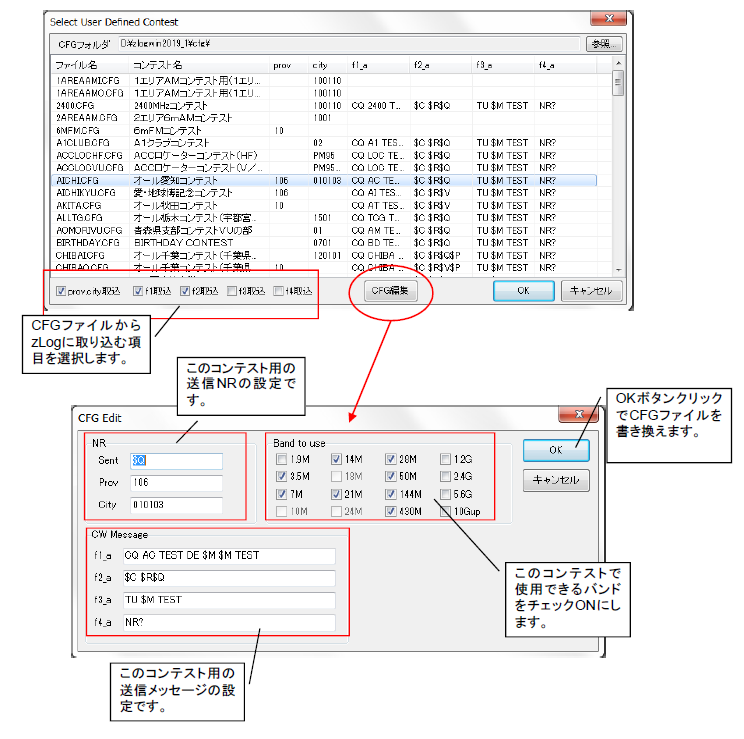 Select User Defined Contest
CFGフォルダ D:¥zlogwin2019_1¥cfg¥ 参照...
ファイル名 コンテスト名 prov city f1_a f2_a f3_a f4_a
1AREAAMI.CFG 1エリアAMコンテスト用(1エリ... 100110
1AREAAMO.CFG 1エリアAMコンテスト用(1エリ... 100110
2400.CFG 2400MHzコンテスト 100110 CQ 2400 T... $C $R$Q TU $M TEST NR?
2AREAAM.CFG 2エリア6mAMコンテスト 1001
6MFM.CFG 6mFMコンテスト 10
A1CLUB.CFG A1クラブコンテスト 02 CQ A1 TES... $C $R$Q TU $M TEST NR?
ACCLOCHF.CFG ACCロケーターコンテスト(HF) PM95 CQ LOC TE... $C $R$Q TU $M TEST NR?
ACCLOCVU.CFG ACCロケーターコンテスト(V/... PM95... CQ LOC TE... $C $R$Q TU $M TEST NR?
AICHI.CFG オール愛知コンテスト 106 010103 CQ AC TE... $C $R$Q TU $M TEST NR?
AICHIKYU.CFG 愛・地球博記念コンテスト 106 CQ AI TES... $C $R$V TU $M TEST NR?
AKITA.CFG オール秋田コンテスト 10 CQ AT TES... $C $R$V TU $M TEST NR?
ALLTG.CFG オール栃木コンテスト(宇都宮... 1501 CQ TCG T... $C $R$Q TU $M TEST NR?
AOMORIVU.CFG 青森県支部コンテストVUの部 01 CQ AM TE... $C $R$Q TU $M TEST NR?
BIRTHDAY.CFG BIRTHDAY CONTEST 0701 CQ BD TE... $C $R$Q TU $M TEST NR?
CHIBAI.CFG オール千葉コンテスト(千葉県... 120101 CQ CHIBA ... $C $R$Q$P TU $M TEST NR?
CHIBAO.CFG オール千葉コンテスト(千葉県... 10 CQ CHIBA ... $C $R$V$P TU $M TEST NR?
prov,city取込 f1取込 f2取込 f3取込 f4取込 CFG編集 OK キャンセル
CFGファイルから
zLogに取り込む項
目を選択します。
このコンテスト用の
送信NRの設定で
す。
OKボタンクリック
でCFGファイルを
書き換えます。
CFG Edit
NR
Sent $Q
Prov 106
City 010103
Band to use
1.9M 14M 28M 1.2G
3.5M 18M 50M 2.4G
7M 21M 144M 5.6G
10M 24M 430M 10Gup
OK
キャンセル
CW Message
f1_a CQ AC TEST DE $M $M TEST
f2_a $C $R$Q
f3_a TU $M TEST
f4_a NR?
このコンテストで
使用できるバンド
をチェックONにし
ます。
このコンテスト用の
送信メッセージの設
定です。